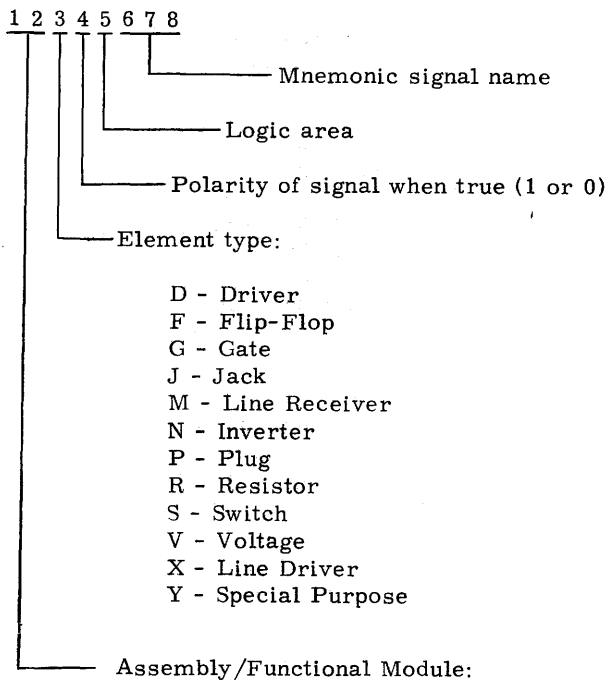 1 2 3 4 5 6 7 8
Mnemonic signal name
Logic area
Polarity of signal when true (1 or 0)
Element type:
D - Driver
F - Flip-Flop
G - Gate
J - Jack
M - Line Receiver
N - Inverter
P - Plug
R - Resistor
S - Switch
V - Voltage
X - Line Driver
Y - Special Purpose
Assembly/Functional Module: